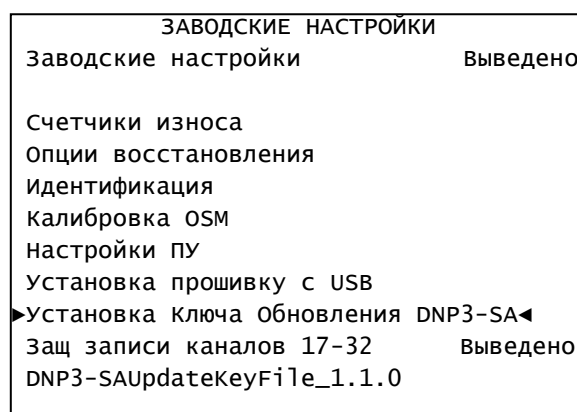 ЗАВОДСКИЕ НАСТРОЙКИ
Заводские настройки Выведено
Счетчики износа
Опции восстановления
Идентификация
Калибровка OSM
Настройки ПУ
Установка прошивку с USB
►Установка Ключа Обновления DNP3-SA◄
Защ записи каналов 17-32 Выведено
DNP3-SAUpdateKeyFile_1.1.0